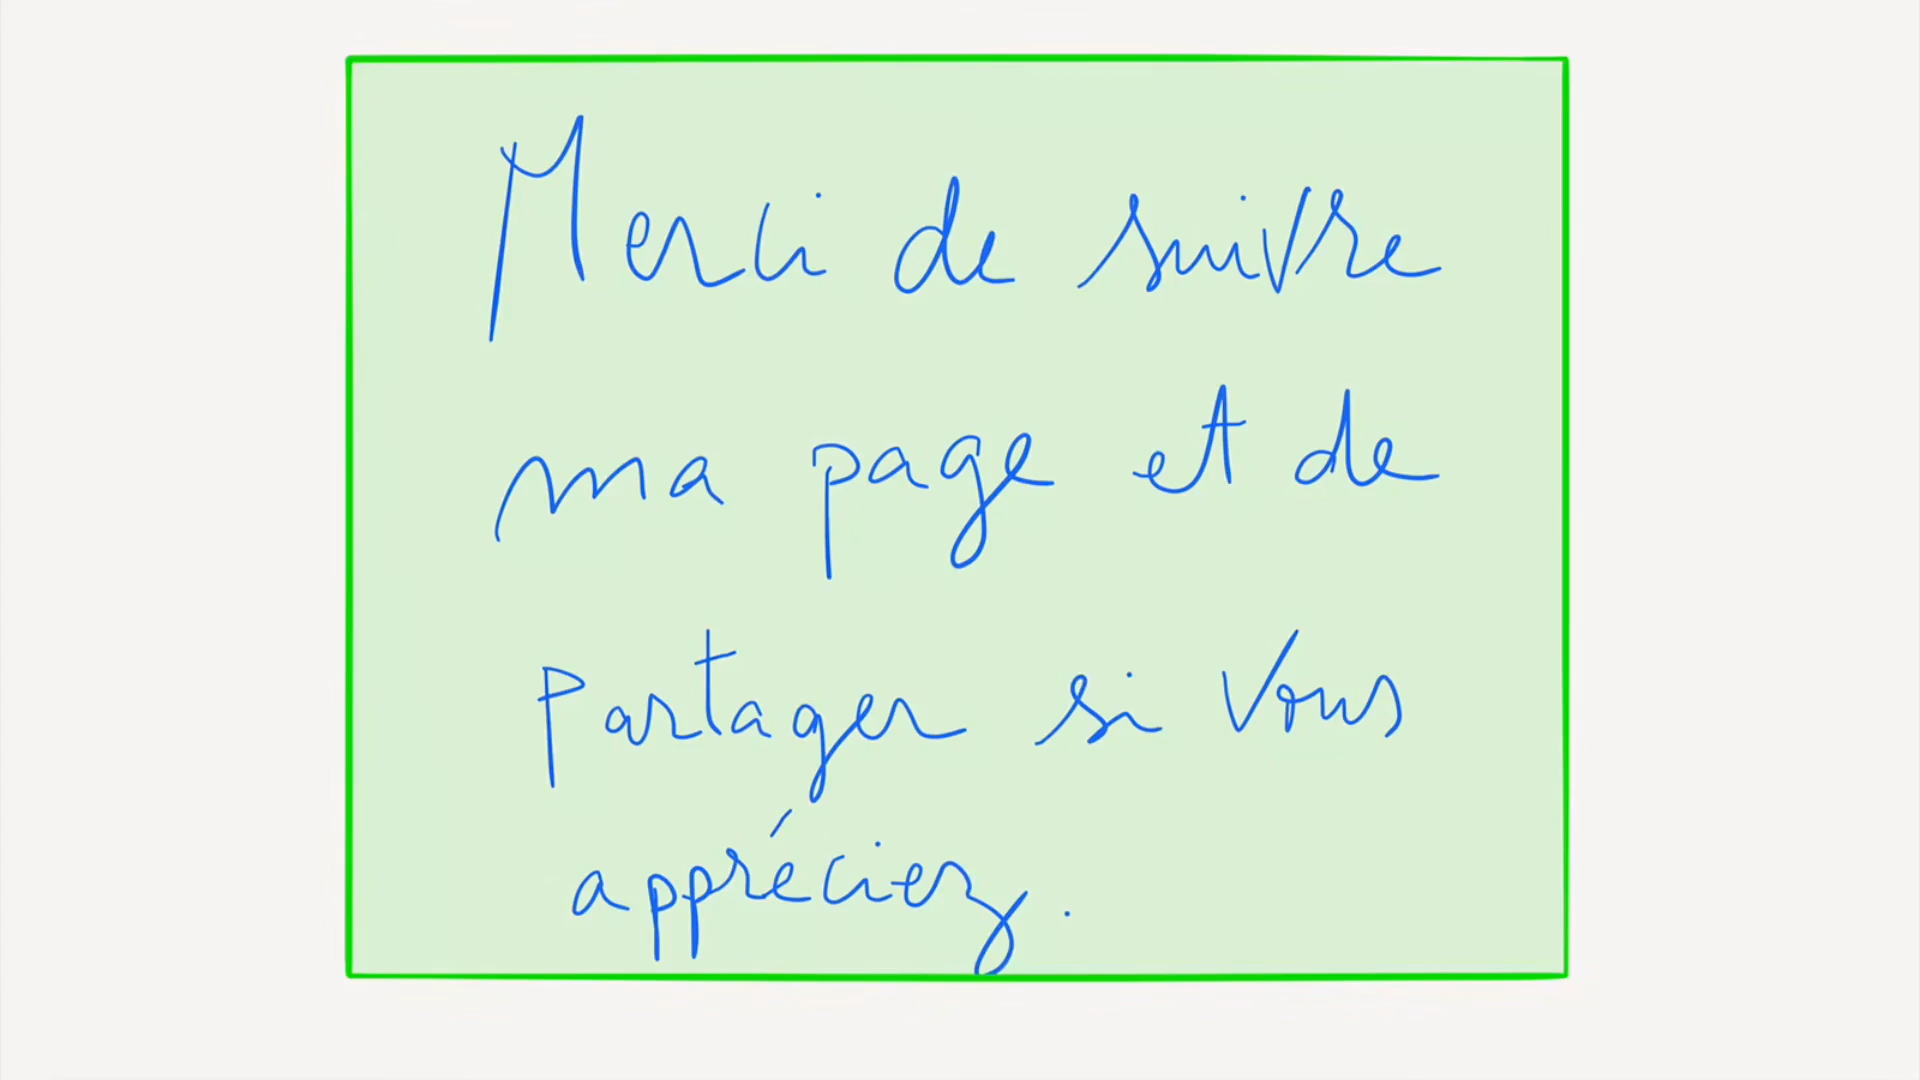 Merci de suivre
ma page et de
Partager si Vous
appréciez.